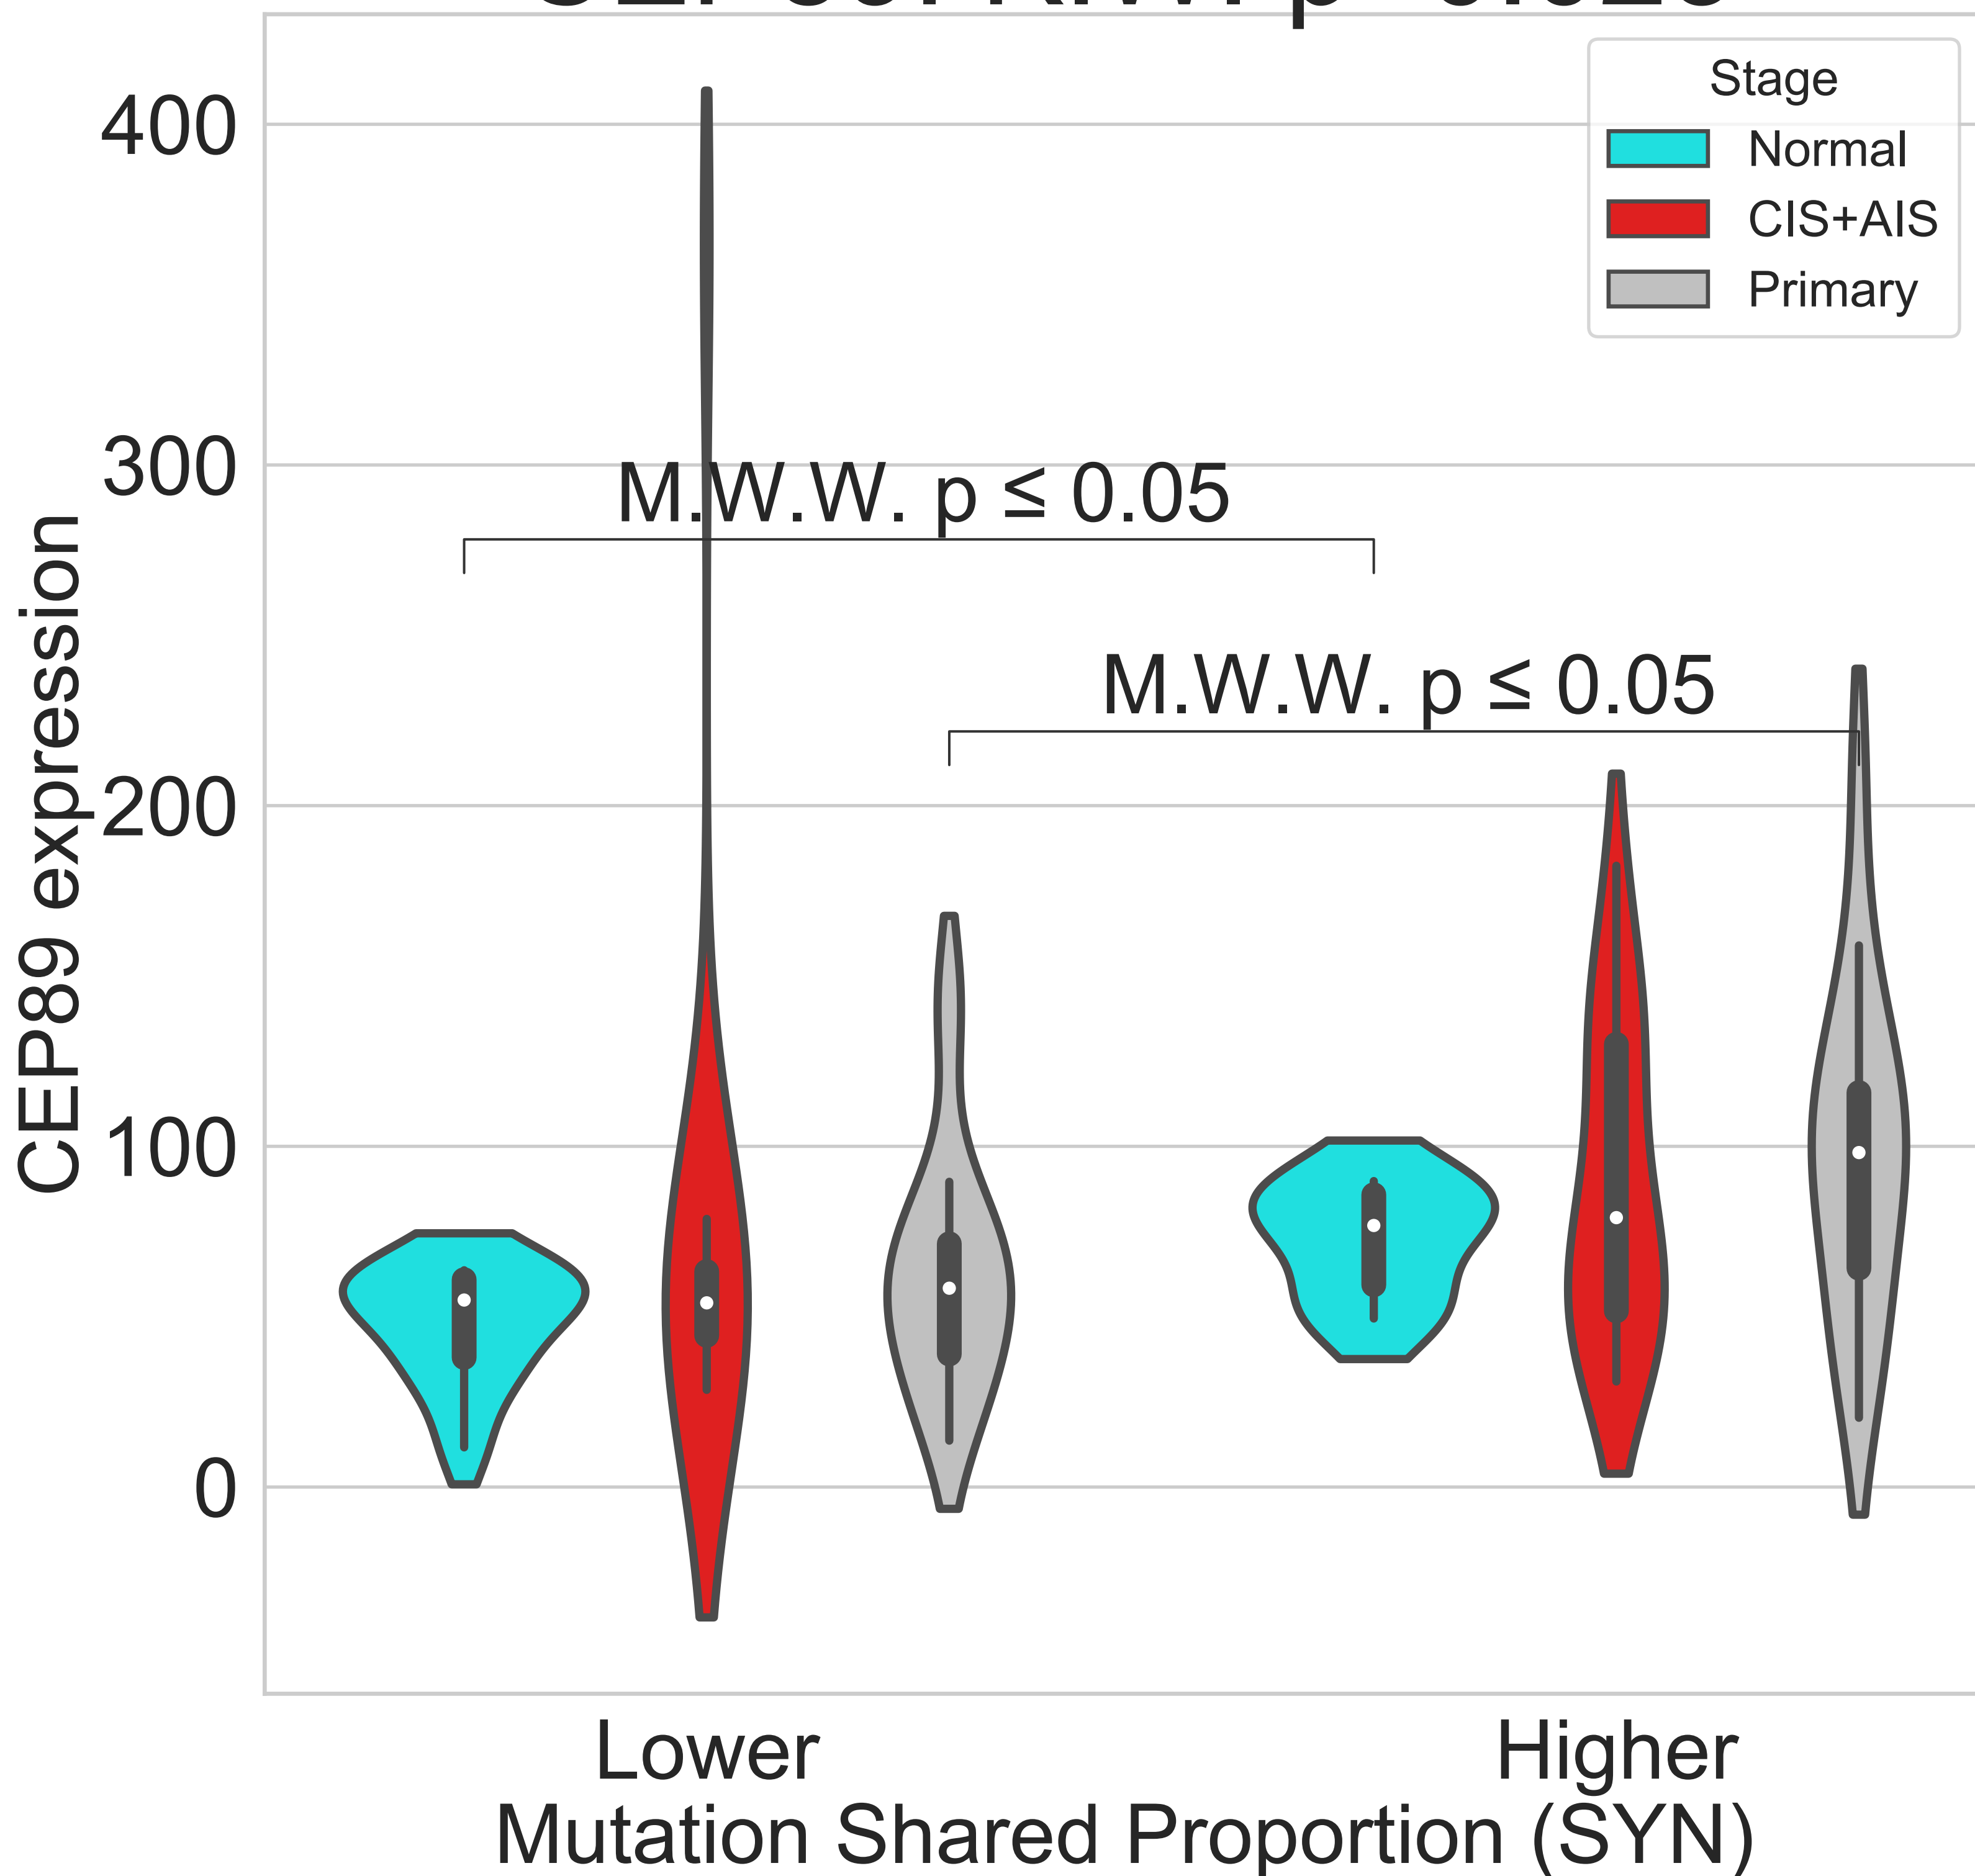 Stage
Normal
CIS+AIS
Primary
400
300
200
100
0
CEP89 expression
M.W.W. p ≤ 0.05
M.W.W. p ≤ 0.05
Lower
Higher
Mutation Shared Proportion (SYN)